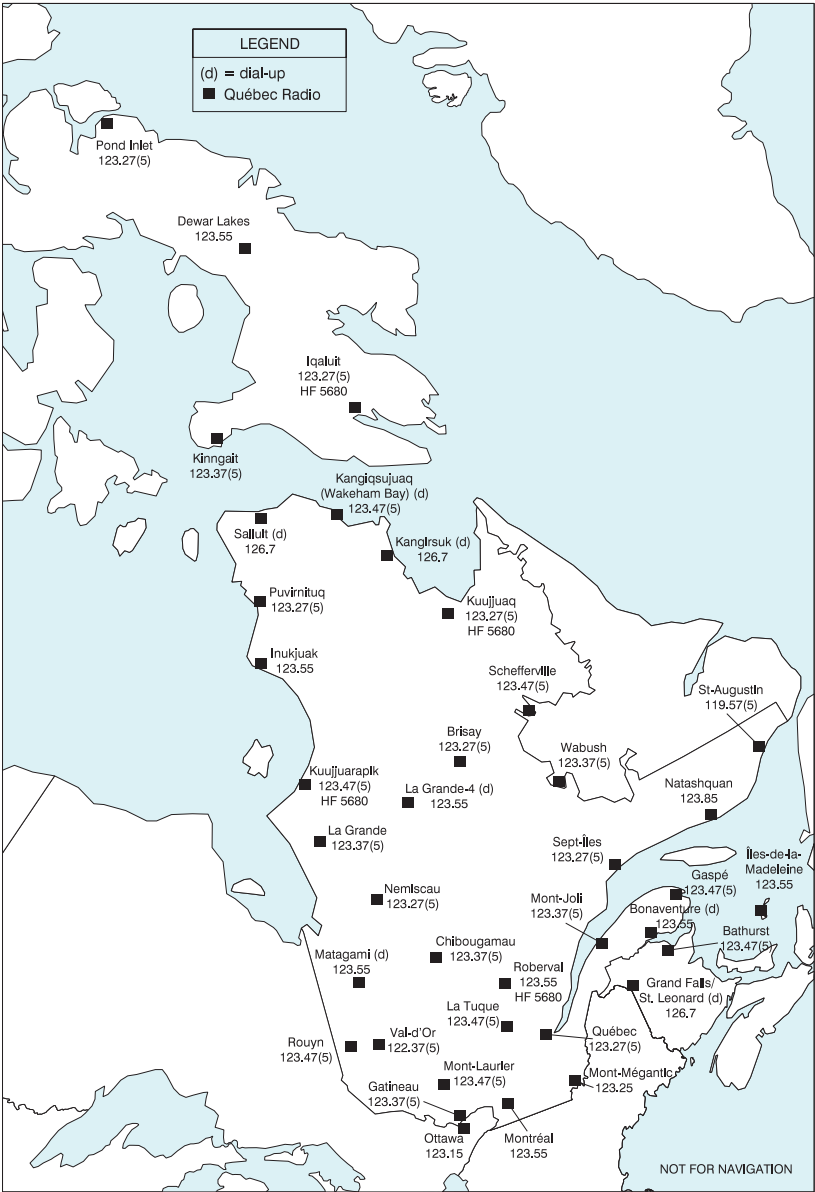 LEGEND
(d) = dial-up
Québec Radio
Pond Inlet
123.27(5)
Dewar Lakes
123.55
Iqaluit
123.27(5)
HF 5680
Kinngait
123.37(5)
Kangiqsujuaq
(Wakeham Bay) (d)
123.47(5)
Salluit (d)
126.7
Kangirsuk (d)
126.7
Puvirnituq
123.27(5)
Kuujjuaq
123.27(5)
HF 5680
Inukjuak
123.55
Schefferville
123.47(5)
St-Augustin
119.57(5)
Brisay
123.27(5)
Wabush
123.37(5)
Kuujjuarapik
123.47(5)
HF 5680
La Grande-4 (d)
123.55
Natashquan
123.85
La Grande
123.37(5)
Sept-Îles
123.27(5)
Îles-de-la-
Madeleine
123.55
Gaspé
123.47(5)
Nemiscau
123.27(5)
Mont-Joli
123.37(5)
Bonaventure (d)
123.55
Bathurst
123.47(5)
Chibougamau
123.37(5)
Matagami (d)
123.55
Roberval
123.55
HF 5680
Grand Falls/
St. Leonard (d)
126.7
La Tuque
123.47(5)
Québec
123.27(5)
Rouyn
123.47(5)
Val-d'Or
122.37(5)
Mont-Laurier
123.47(5)
Mont-Mégantic
123.25
Gatineau
123.37(5)
Ottawa
123.15
Montréal
123.55
NOT FOR NAVIGATION